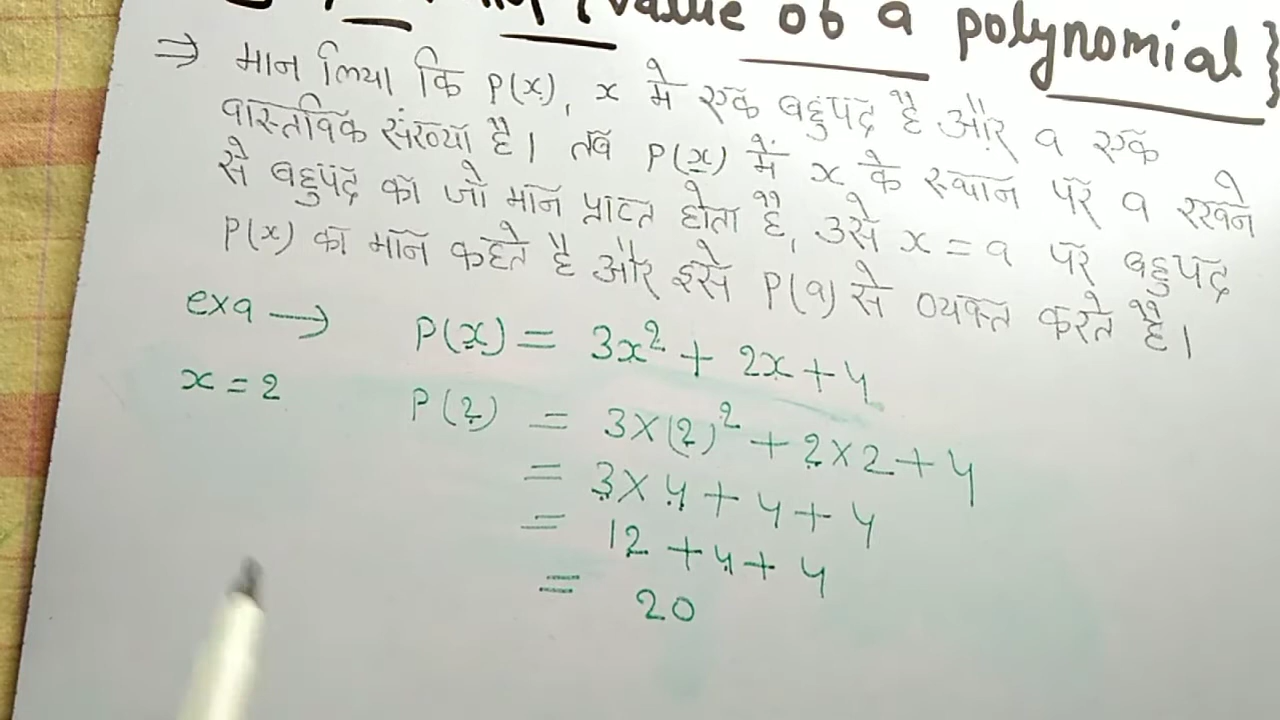 {value of a polynomial}
⇒ मान लिया कि P(x), x मे एक बहुपद है और a एक
वास्तविक संख्या है। तब P(x) में x के स्थान पर a रखने
से बहुपद का जो मान प्राप्त होता है, उसे x = a पर बहुपद
P(x) का मान कहते है और इसे P(a) से व्यक्त करते है।
exa → P(x) = 3x² + 2x + 4
x = 2 P(2) = 3×(2)² + 2×2 + 4
= 3×4 + 4 + 4
= 12 + 4 + 4
= 20